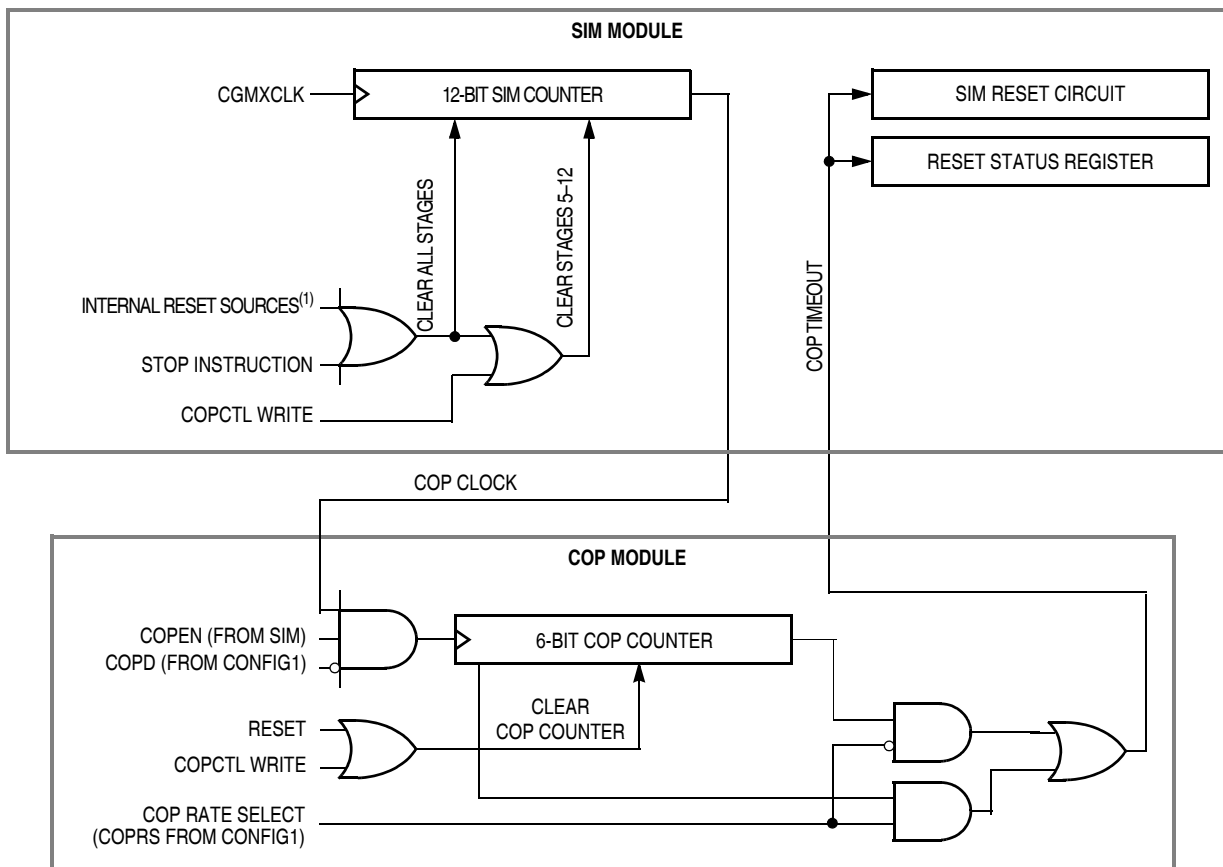 SIM MODULE
CGMXCLK
12-BIT SIM COUNTER
SIM RESET CIRCUIT
RESET STATUS REGISTER
CLEAR ALL STAGES
CLEAR STAGES 5–12
COP TIMEOUT
INTERNAL RESET SOURCES(1)
STOP INSTRUCTION
COPCTL WRITE
COP CLOCK
COP MODULE
COPEN (FROM SIM)
COPD (FROM CONFIG1)
6-BIT COP COUNTER
CLEAR
COP COUNTER
RESET
COPCTL WRITE
COP RATE SELECT
(COPRS FROM CONFIG1)